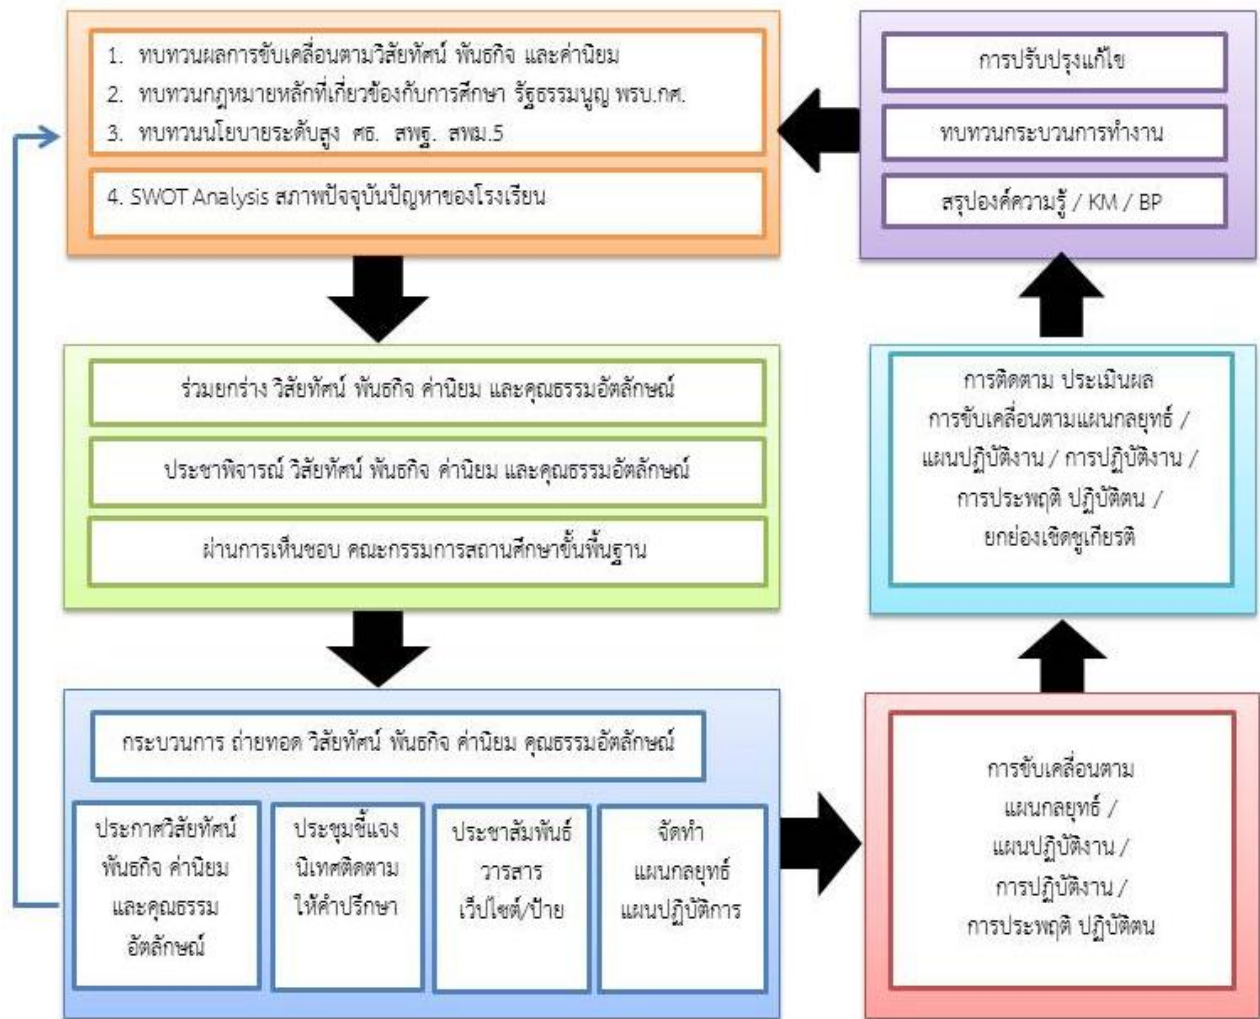 1. ทบทวนผลการขับเคลื่อนตามวิสัยทัศน์ พันธกิจ และค่านิยม
2. ทบทวนกฎหมายหลักที่เกี่ยวข้องกับการศึกษา รัฐธรรมนูญ พรบ.กศ.
3. ทบทวนนโยบายระดับสูง ศธ. สพฐ. สพม.5
4. SWOT Analysis สภาพปัจจุบันปัญหาของโรงเรียน
ร่วมยกร่าง วิสัยทัศน์ พันธกิจ ค่านิยม และคุณธรรมอัตลักษณ์
ประชาพิจารณ์ วิสัยทัศน์ พันธกิจ ค่านิยม และคุณธรรมอัตลักษณ์
ผ่านการเห็นชอบ คณะกรรมการสถานศึกษาขั้นพื้นฐาน
กระบวนการ ถ่ายทอด วิสัยทัศน์ พันธกิจ ค่านิยม คุณธรรมอัตลักษณ์
ประกาศวิสัยทัศน์
พันธกิจ ค่านิยม
และคุณธรรม
อัตลักษณ์
ประชุมชี้แจง
นิเทศติดตาม
ให้คำปรึกษา
ประชาสัมพันธ์
วารสาร
เว็ปไซต์/ป้าย
จัดทำ
แผนกลยุทธ์
แผนปฏิบัติการ
การขับเคลื่อนตาม
แผนกลยุทธ์ /
แผนปฏิบัติงาน /
การปฏิบัติงาน/
การประพฤติ ปฏิบัติตน
การติดตาม ประเมินผล
การขับเคลื่อนตามแผนกลยุทธ์ /
แผนปฏิบัติงาน / การปฏิบัติงาน /
การประพฤติ ปฏิบัติตน /
ยกย่องเชิดชูเกียรติ
การปรับปรุงแก้ไข
ทบทวนกระบวนการทำงาน
สรุปองค์ความรู้ / KM / BP